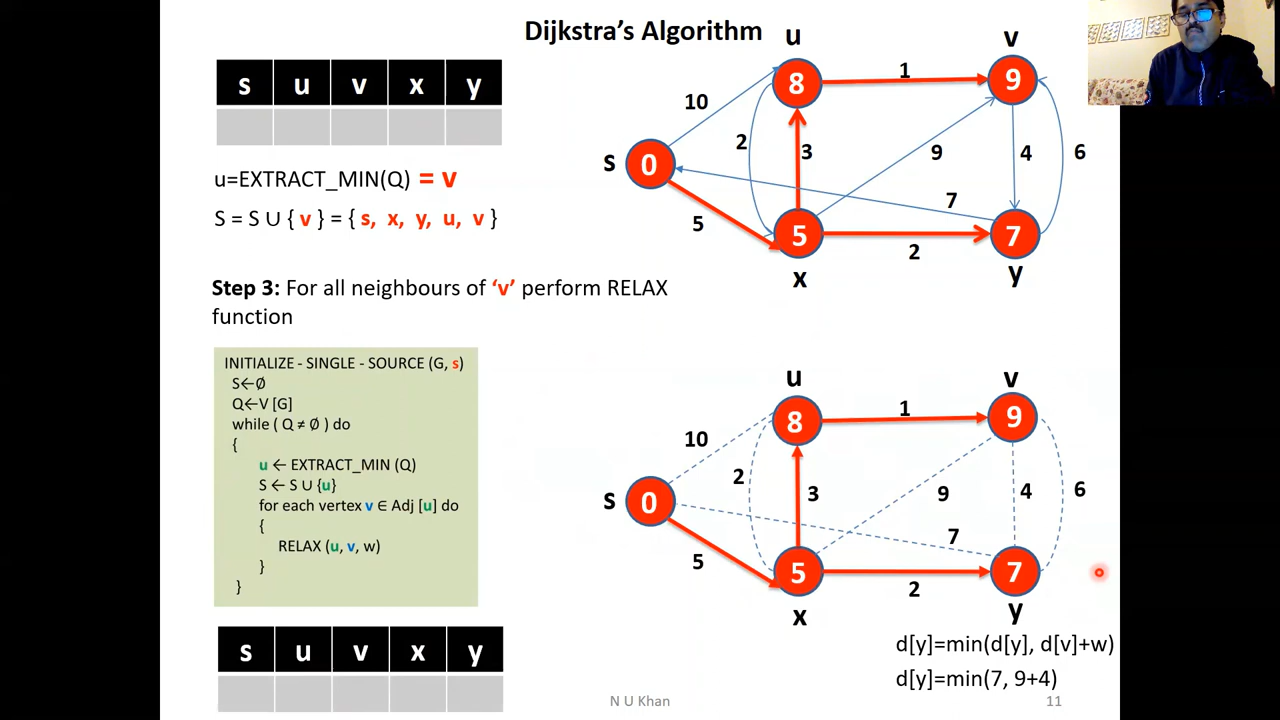 Dijkstra's Algorithm
s u v x y
u=EXTRACT_MIN(Q) = v
S = S ∪ { v } = { s, x, y, u, v }
Step 3: For all neighbours of 'v' perform RELAX
function
INITIALIZE - SINGLE - SOURCE (G, s)
S←Ø
Q←V [G]
while ( Q ≠ Ø ) do
{
u ← EXTRACT_MIN (Q)
S ← S ∪ {u}
for each vertex v ∈ Adj [u] do
{
RELAX (u, v, w)
}
}
s u v x y
u v
8 1 9
10
2 3 9 4 6
s 0
7
5
5 2 7
x y
u v
8 1 9
10
2 3 9 4 6
s 0
7
5
5 2 7
x y
d[y]=min(d[y], d[v]+w)
d[y]=min(7, 9+4)
N U Khan 11